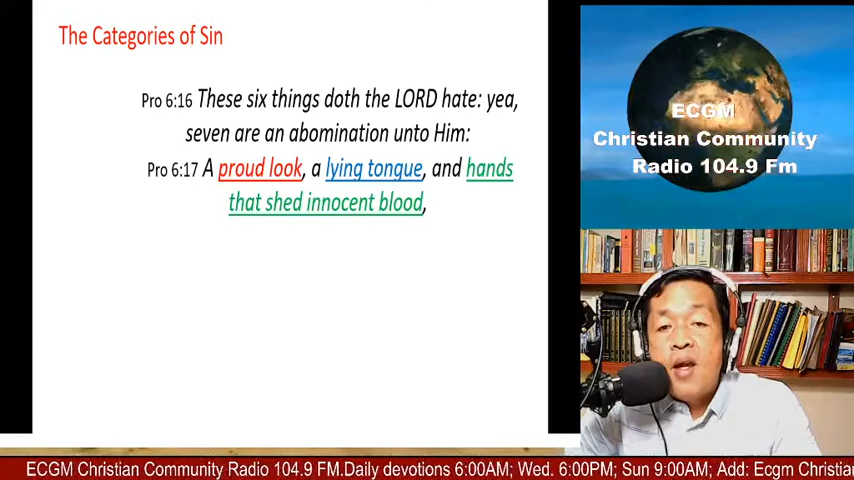 The Categories of Sin
Pro 6:16 These six things doth the LORD hate: yea,
seven are an abomination unto Him:
Pro 6:17 A proud look, a lying tongue, and hands
that shed innocent blood,
ECGM
Christian Community
Radio 104.9 Fm
ECGM Christian Community Radio 104.9 FM.Daily devotions 6:00AM; Wed. 6:00PM; Sun 9:00AM; Add: Ecgm Christian